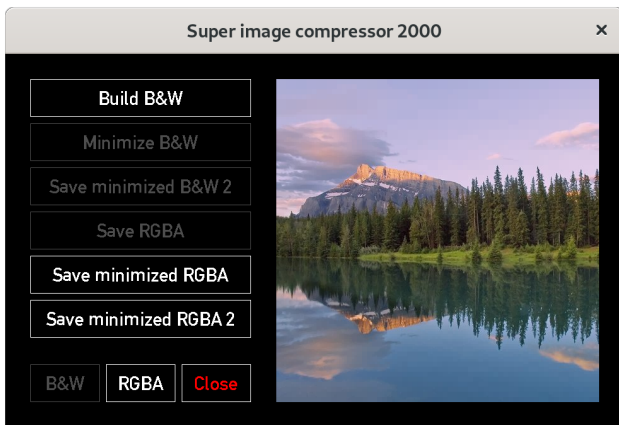 Super image compressor 2000
×
Build B&W
Minimize B&W
Save minimized B&W 2
Save RGBA
Save minimized RGBA
Save minimized RGBA 2
B&W RGBA Close